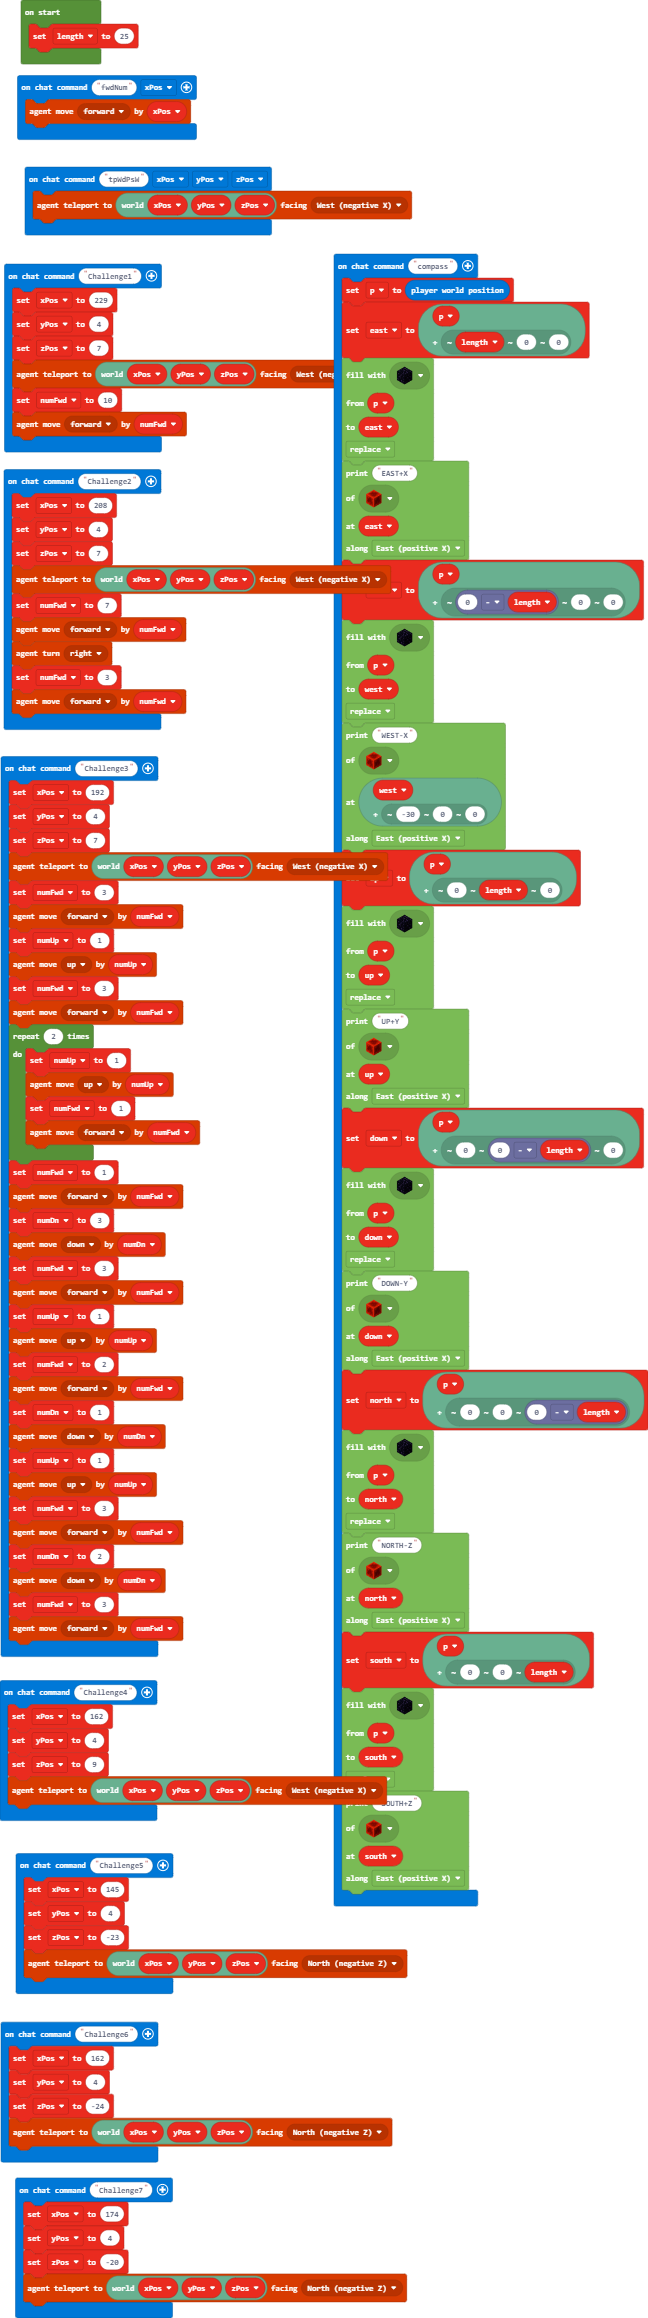 on start
set length to 25
on chat command "fwdNum" xPos
agent move forward by xPos
on chat command "tpWdPsW" xPos yPos zPos
agent teleport to world xPos yPos zPos facing West (negative X)
on chat command "Challenge1"
set xPos to 229
set yPos to 4
set zPos to 7
agent teleport to world xPos yPos zPos facing West (neg
set numFwd to 10
agent move forward by numFwd
on chat command "Challenge2"
set xPos to 208
set yPos to 4
set zPos to 7
agent teleport to world xPos yPos zPos facing West (negative X)
set numFwd to 7
agent move forward by numFwd
agent turn right
set numFwd to 3
agent move forward by numFwd
on chat command "Challenge3"
set xPos to 192
set yPos to 4
set zPos to 7
agent teleport to world xPos yPos zPos facing West (negative X)
set numFwd to 3
agent move forward by numFwd
set numUp to 1
agent move up by numUp
set numFwd to 3
agent move forward by numFwd
repeat 2 times
do set numUp to 1
agent move up by numUp
set numFwd to 1
agent move forward by numFwd
set numFwd to 1
agent move forward by numFwd
set numDn to 3
agent move down by numDn
set numFwd to 3
agent move forward by numFwd
set numUp to 1
agent move up by numUp
set numFwd to 2
agent move forward by numFwd
set numDn to 1
agent move down by numDn
set numUp to 1
agent move up by numUp
set numFwd to 3
agent move forward by numFwd
set numDn to 2
agent move down by numDn
set numFwd to 3
agent move forward by numFwd
on chat command "Challenge4"
set xPos to 162
set yPos to 4
set zPos to 9
agent teleport to world xPos yPos zPos facing West (negative X)
on chat command "Challenge5"
set xPos to 145
set yPos to 4
set zPos to -23
agent teleport to world xPos yPos zPos facing North (negative Z)
on chat command "Challenge6"
set xPos to 162
set yPos to 4
set zPos to -24
agent teleport to world xPos yPos zPos facing North (negative Z)
on chat command "Challenge7"
set xPos to 174
set yPos to 4
set zPos to -20
agent teleport to world xPos yPos zPos facing North (negative Z)
on chat command "compass"
set p to player world position
set east to p
+ ~ length ~ 0 ~ 0
fill with
from p
to east
replace
print "EAST+X"
of
at east
along East (positive X)
to p
+ ~ 0 - length ~ 0 ~ 0
fill with
from p
to west
replace
print "WEST-X"
of
at west
+ ~ -30 ~ 0 ~ 0
along East (positive X)
to p
+ ~ 0 ~ length ~ 0
fill with
from p
to up
replace
print "UP+Y"
of
at up
along East (positive X)
set down to p
+ ~ 0 ~ 0 - length ~ 0
fill with
from p
to down
replace
print "DOWN-Y"
of
at down
along East (positive X)
set north to p
+ ~ 0 ~ 0 ~ 0 - length
fill with
from p
to north
replace
print "NORTH-Z"
of
at north
along East (positive X)
set south to p
+ ~ 0 ~ 0 ~ length
fill with
from p
to south
print "SOUTH+Z"
of
at south
along East (positive X)